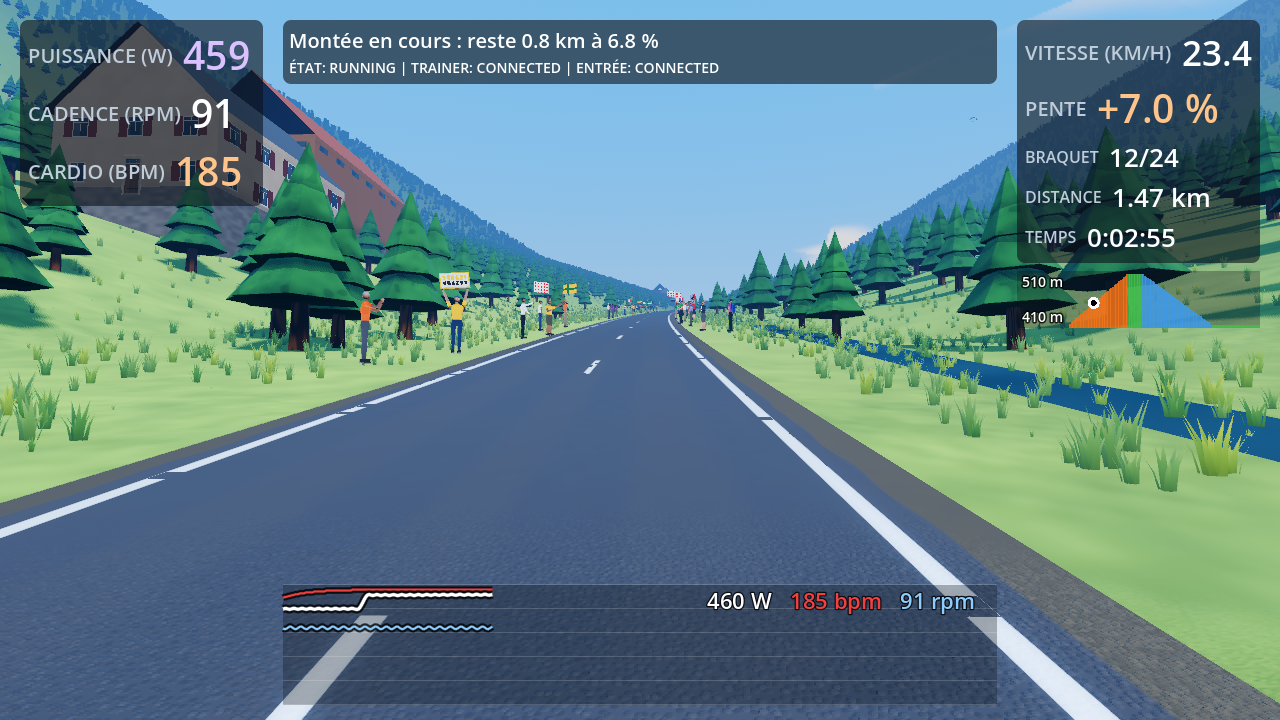 PUISSANCE (W) 459
CADENCE (RPM) 91
CARDIO (BPM) 185
Montée en cours : reste 0.8 km à 6.8 %
ÉTAT: RUNNING | TRAINER: CONNECTED | ENTRÉE: CONNECTED
VITESSE (KM/H) 23.4
PENTE +7.0 %
BRAQUET 12/24
DISTANCE 1.47 km
TEMPS 0:02:55
510 m
410 m
460 W 185 bpm 91 rpm